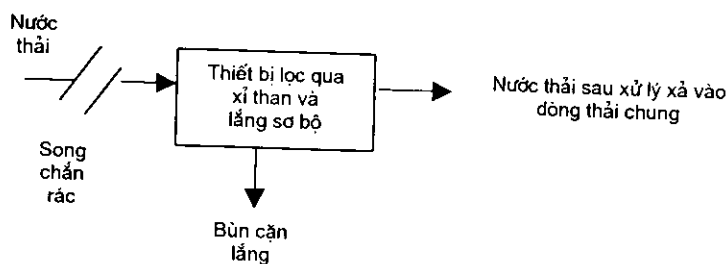 Nước
thải
Song
chắn
rác
Thiết bị lọc qua
xỉ than và
lắng sơ bộ
Bùn cặn
lắng
Nước thải sau xử lý xả vào
dòng thải chung